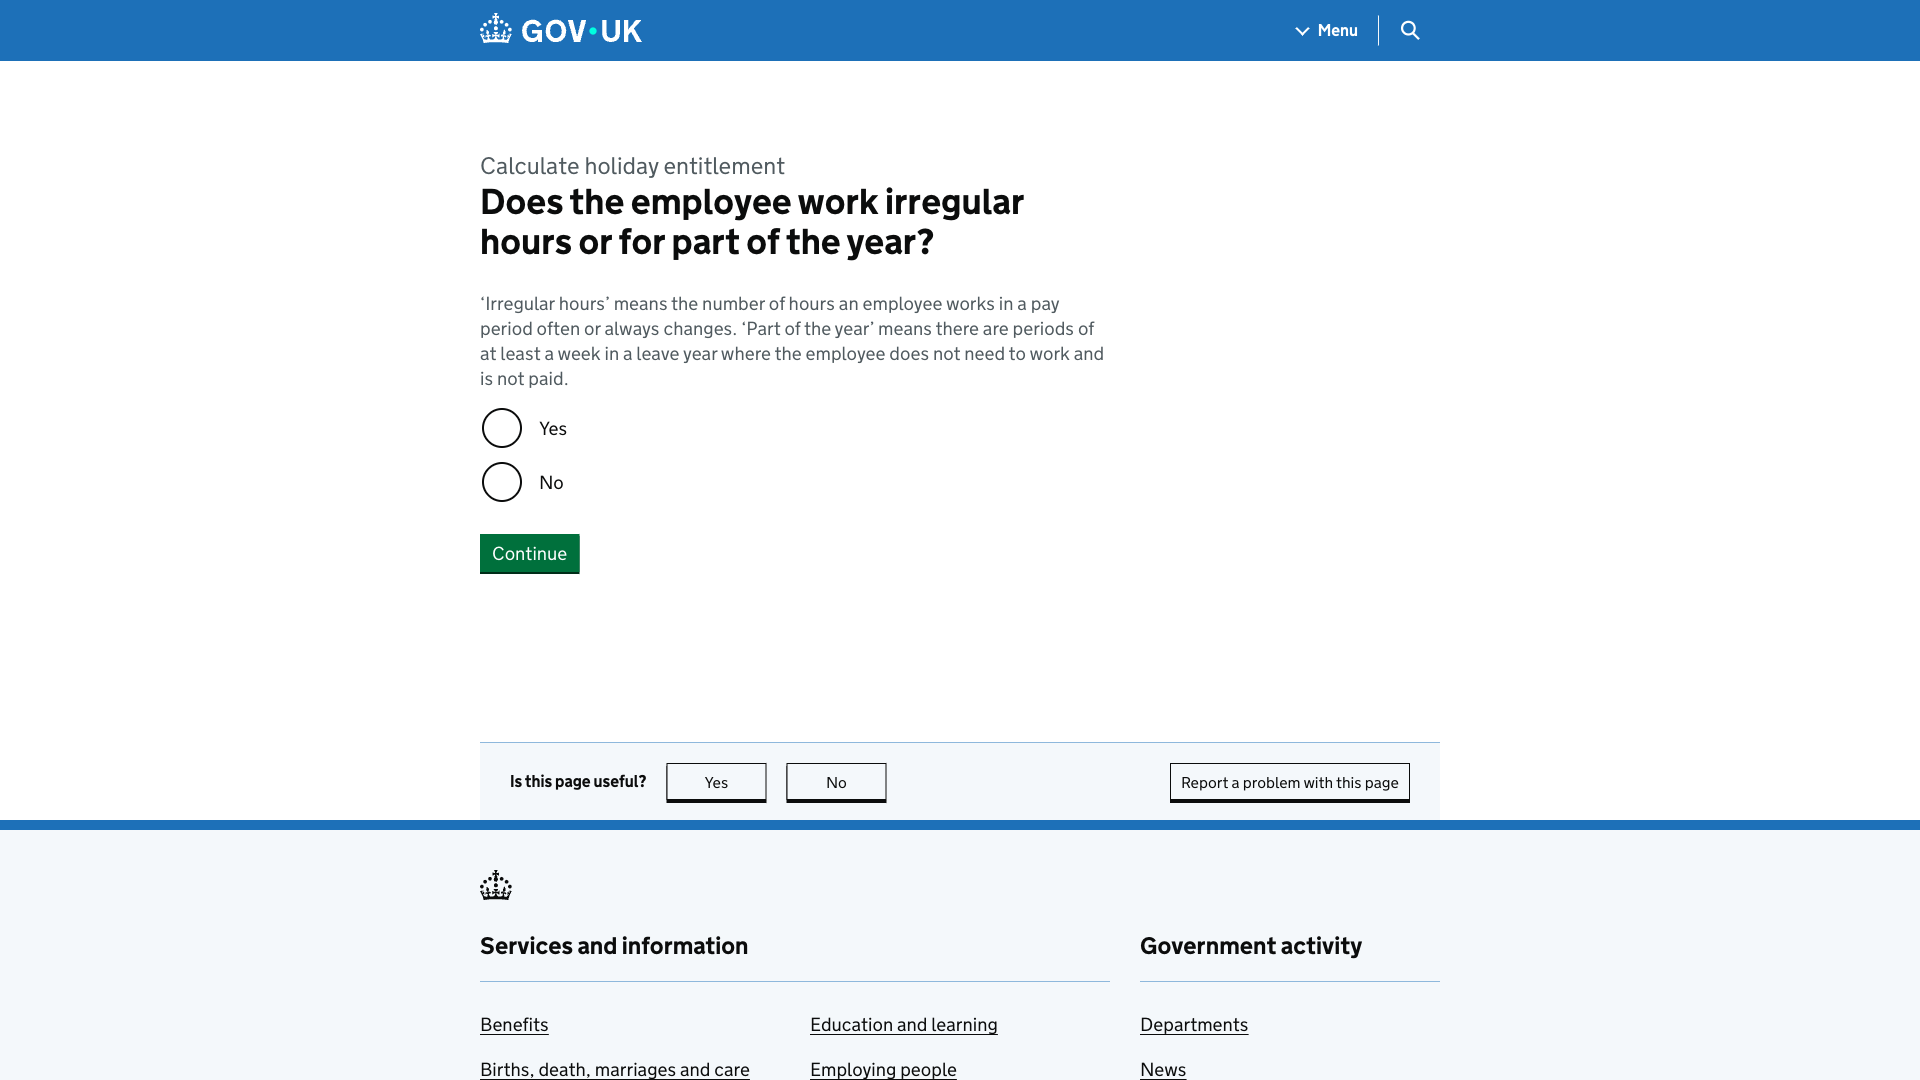 GOV·UK
Menu
Calculate holiday entitlement
Does the employee work irregular
hours or for part of the year?
‘Irregular hours’ means the number of hours an employee works in a pay
period often or always changes. ‘Part of the year’ means there are periods of
at least a week in a leave year where the employee does not need to work and
is not paid.
Yes
No
Continue
Is this page useful?
Yes
No
Report a problem with this page
Services and information
Government activity
Benefits
Education and learning
Departments
Births, death, marriages and care
Employing people
News